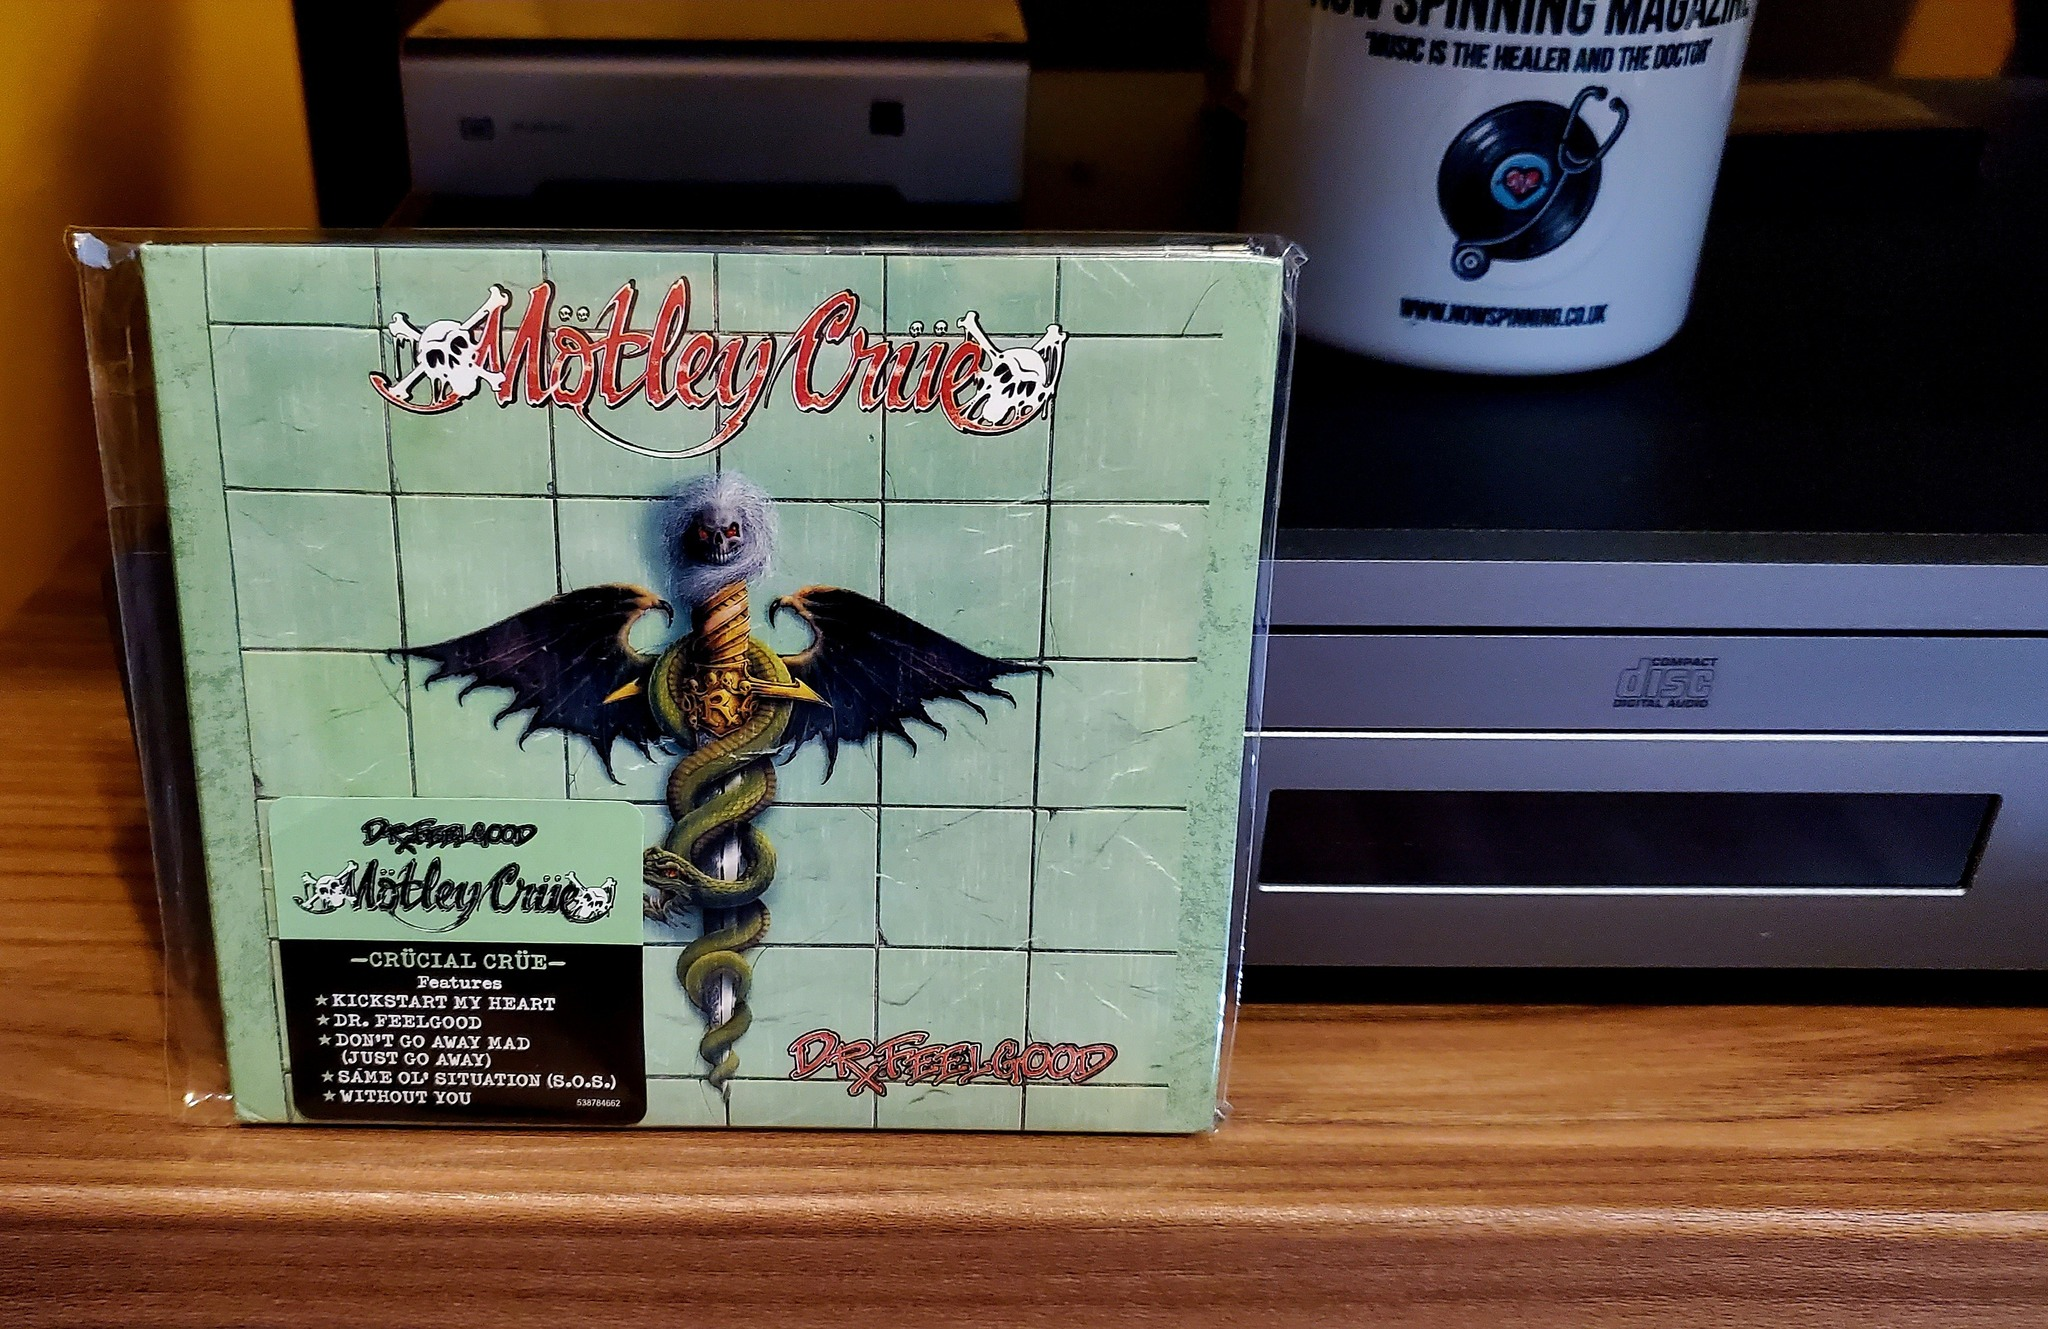 NOW SPINNING MAGAZINE
'MUSIC IS THE HEALER AND THE DOCTOR'
WWW.NOWSPINNING.CO.UK
Mötley Crüe
DR. FEELGOOD
DR. FEELGOOD
Mötley Crüe
—CRÜCIAL CRÜE—
Features
★ KICKSTART MY HEART
★ DR. FEELGOOD
★ DON'T GO AWAY MAD
(JUST GO AWAY)
★ SAME OL' SITUATION (S.O.S.)
★ WITHOUT YOU
538784662
COMPACT
disc
DIGITAL AUDIO